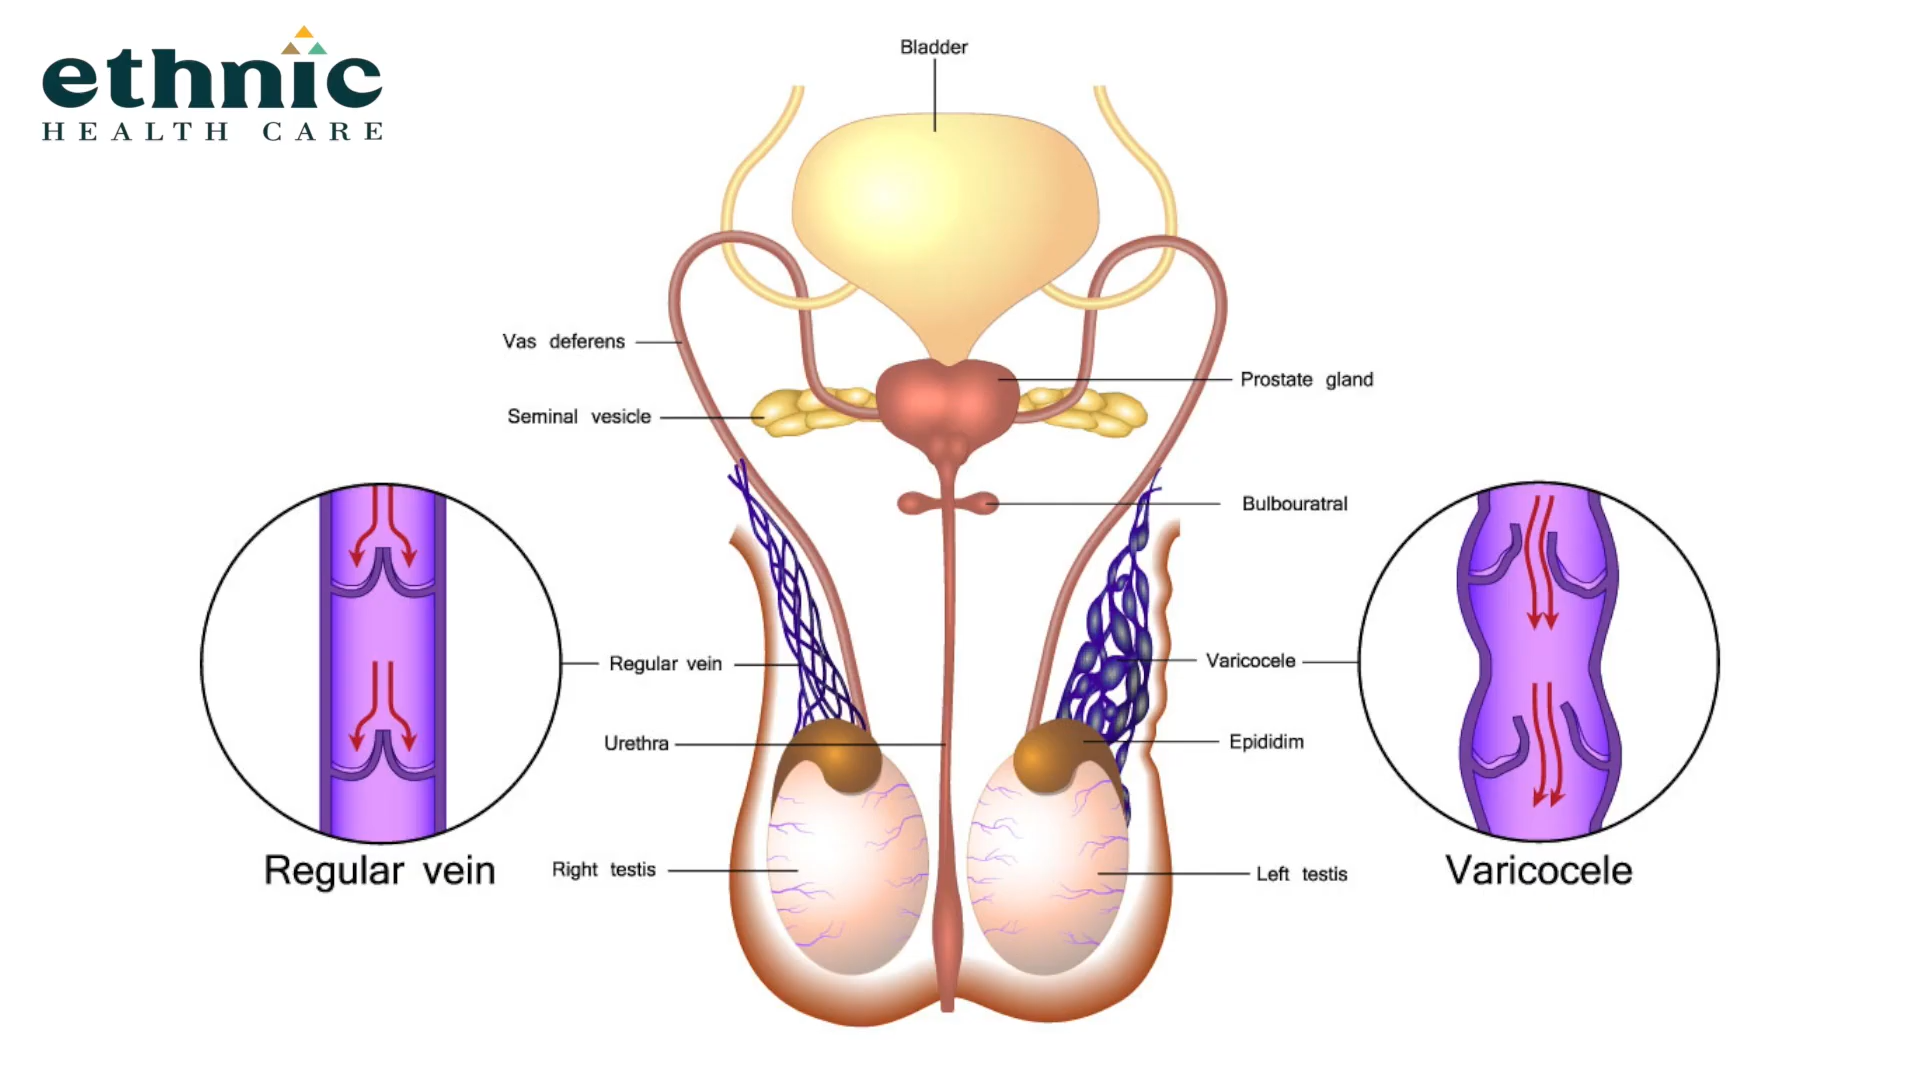 ethnic
HEALTH CARE
Bladder
Vas deferens
Prostate gland
Seminal vesicle
Bulbouratral
Regular vein
Varicocele
Urethra
Epididim
Right testis
Left testis
Regular vein
Varicocele